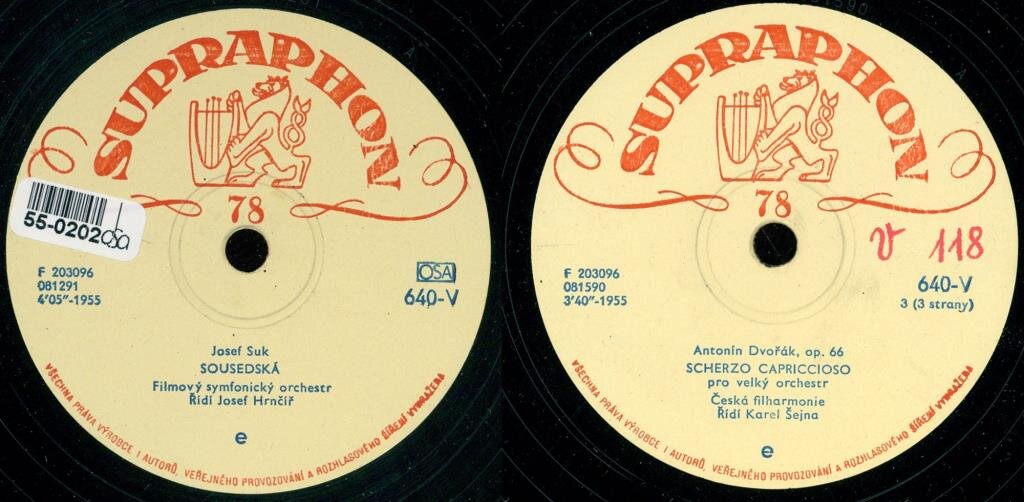 SUPRAPHON
78
55-0202
osa
F 203096
081291
4'05"-1955
OSA
640-V
Josef Suk
SOUSEDSKÁ
Filmový symfonický orchestr
Řídí Josef Hrnčíř
e
VŠECHNA PRÁVA VÝROBCE I AUTORŮ, VEŘEJNÉHO PROVOZOVÁNÍ A ROZHLASOVÉHO ŠÍŘENÍ VYHRAŽENA
SUPRAPHON
78
V 118
F 203096
081590
3'40"-1955
640-V
3 (3 strany)
Antonín Dvořák, op. 66
SCHERZO CAPRICCIOSO
pro velký orchestr
Česká filharmonie
Řídí Karel Šejna
e
VŠECHNA PRÁVA VÝROBCE I AUTORŮ, VEŘEJNÉHO PROVOZOVÁNÍ A ROZHLASOVÉHO ŠÍŘENÍ VYHRAŽENA